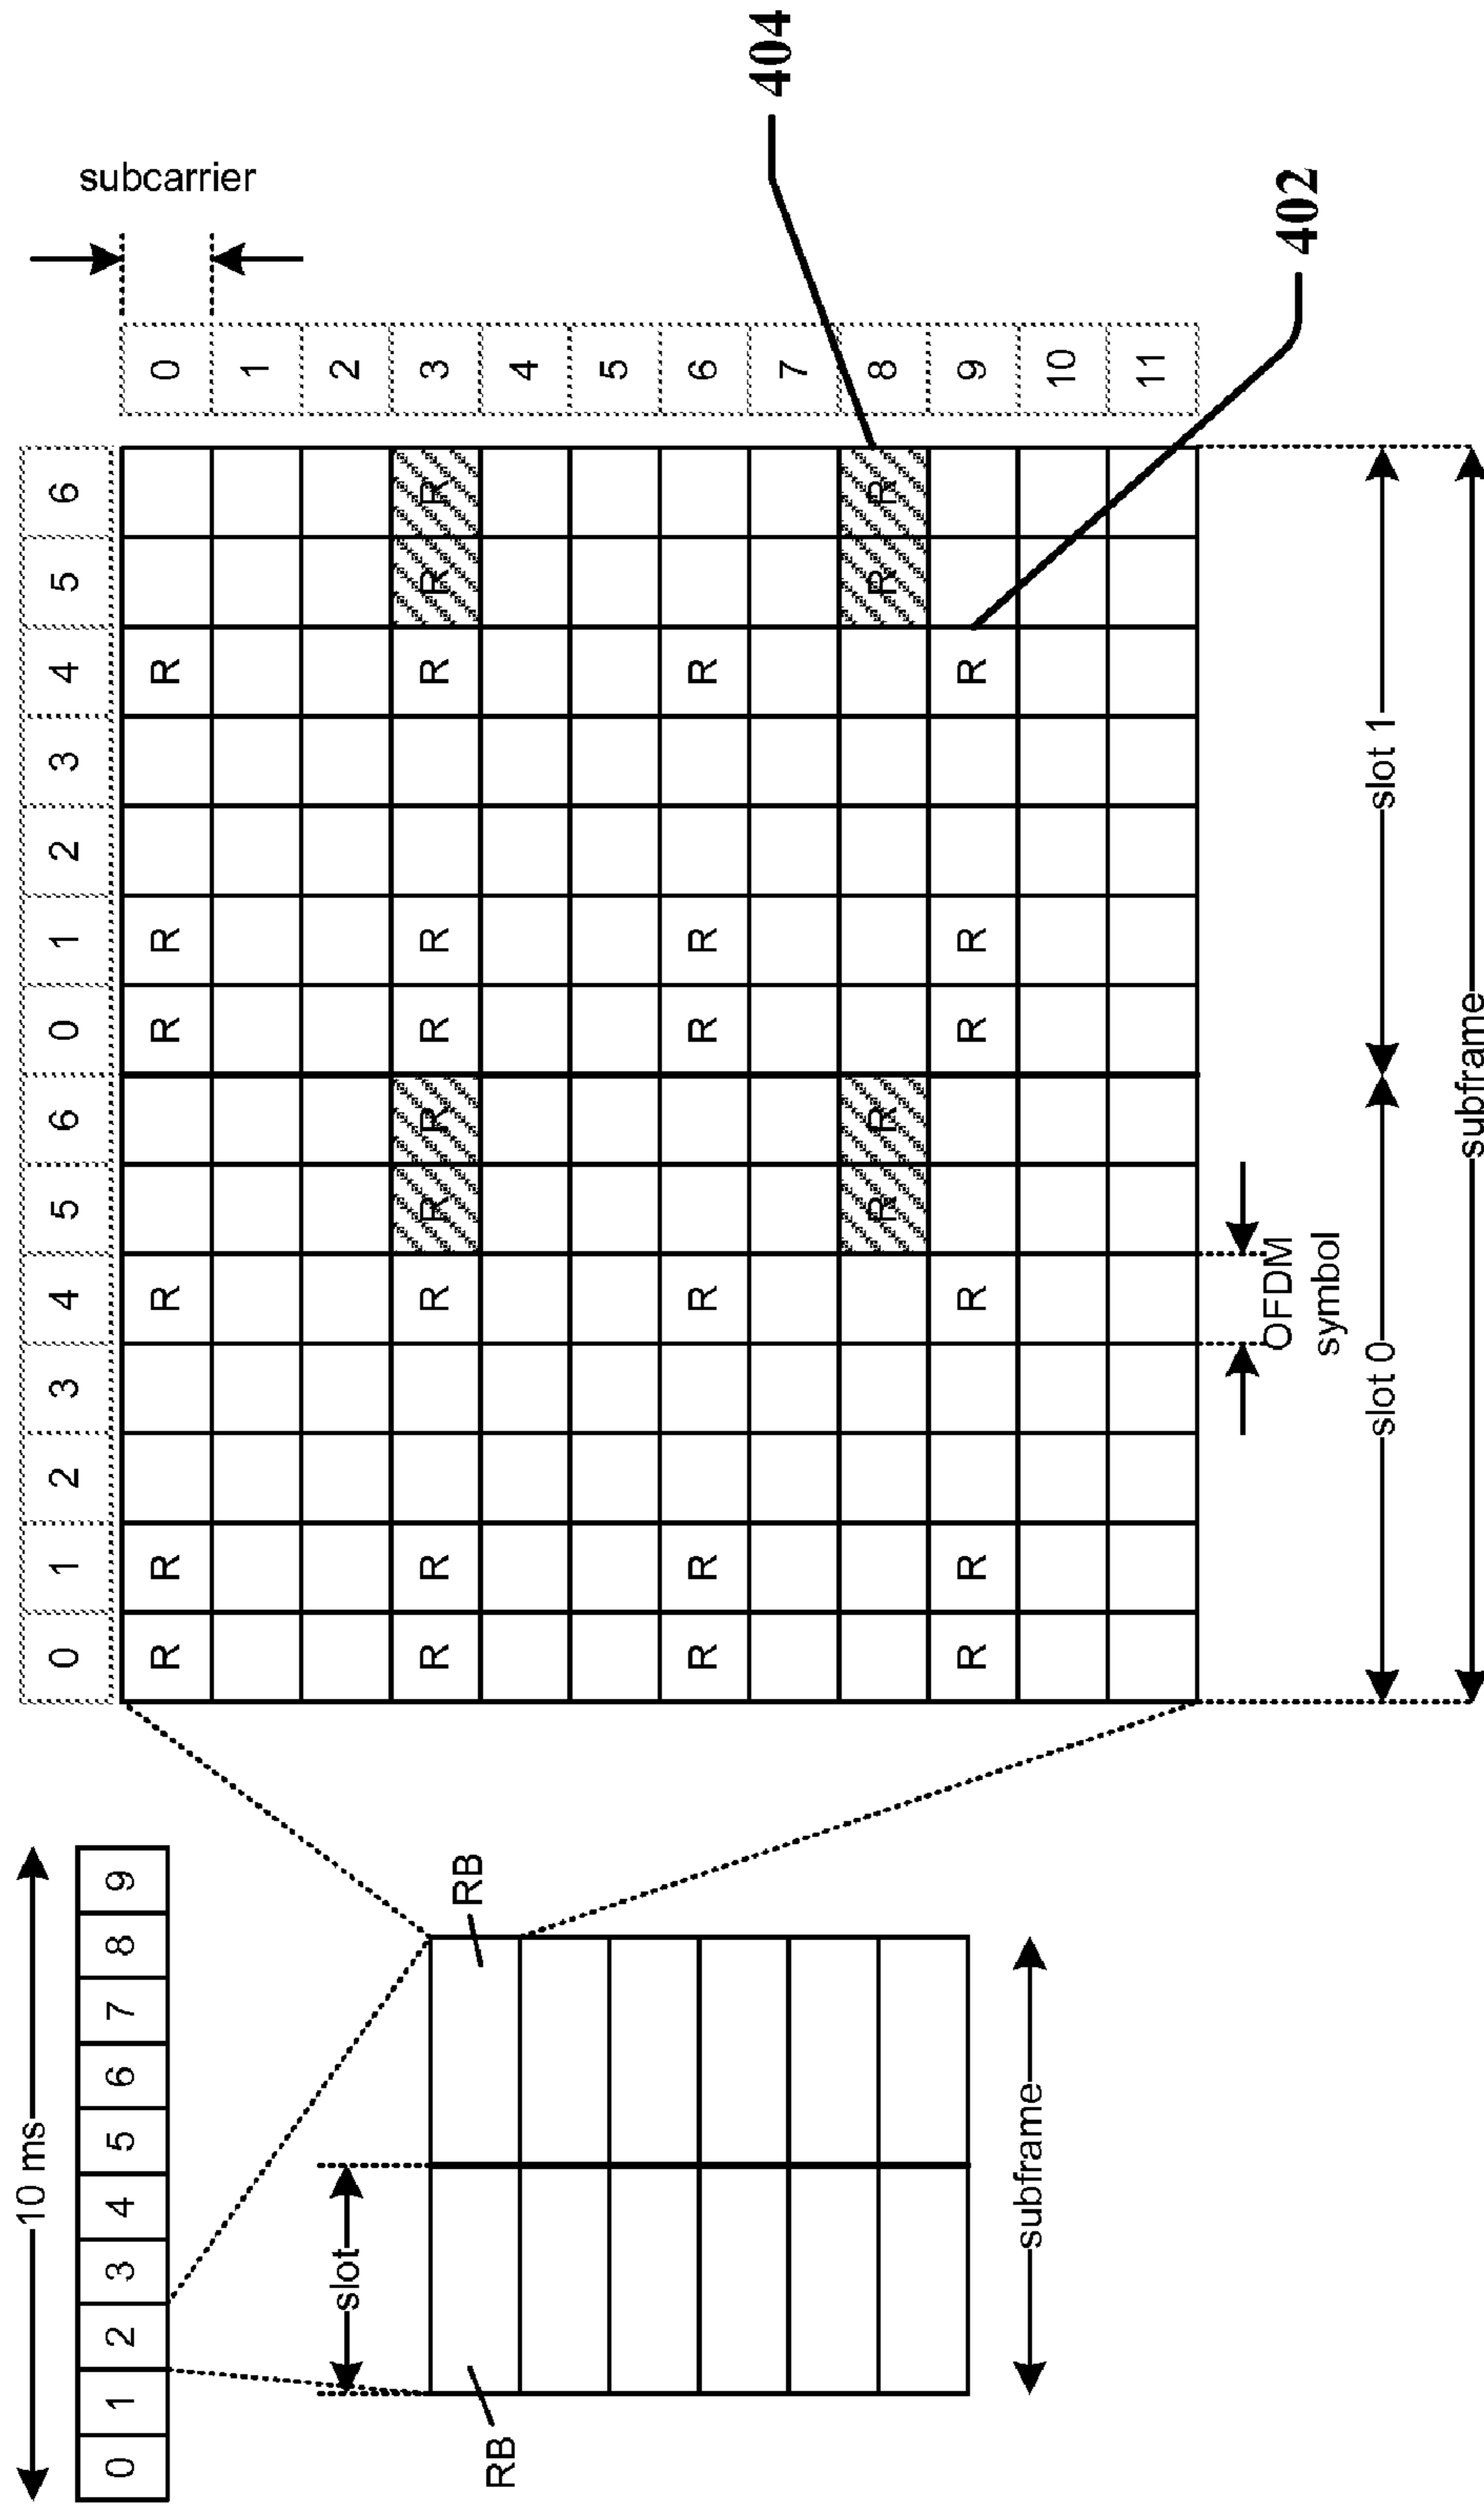 10 ms
0 1 2 3 4 5 6 7 8 9
slot
RB
RB
subframe
0 1 2 3 4 5 6 0 1 2 3 4 5 6
subcarrier
R R R R R R 0
1
2
R R R R R R R R R R 3
4
5
R R R R R R 6
7
R R R R 8
R R R R R R 9
10
11
404
402
OFDM
symbol
slot 0 slot 1
subframe